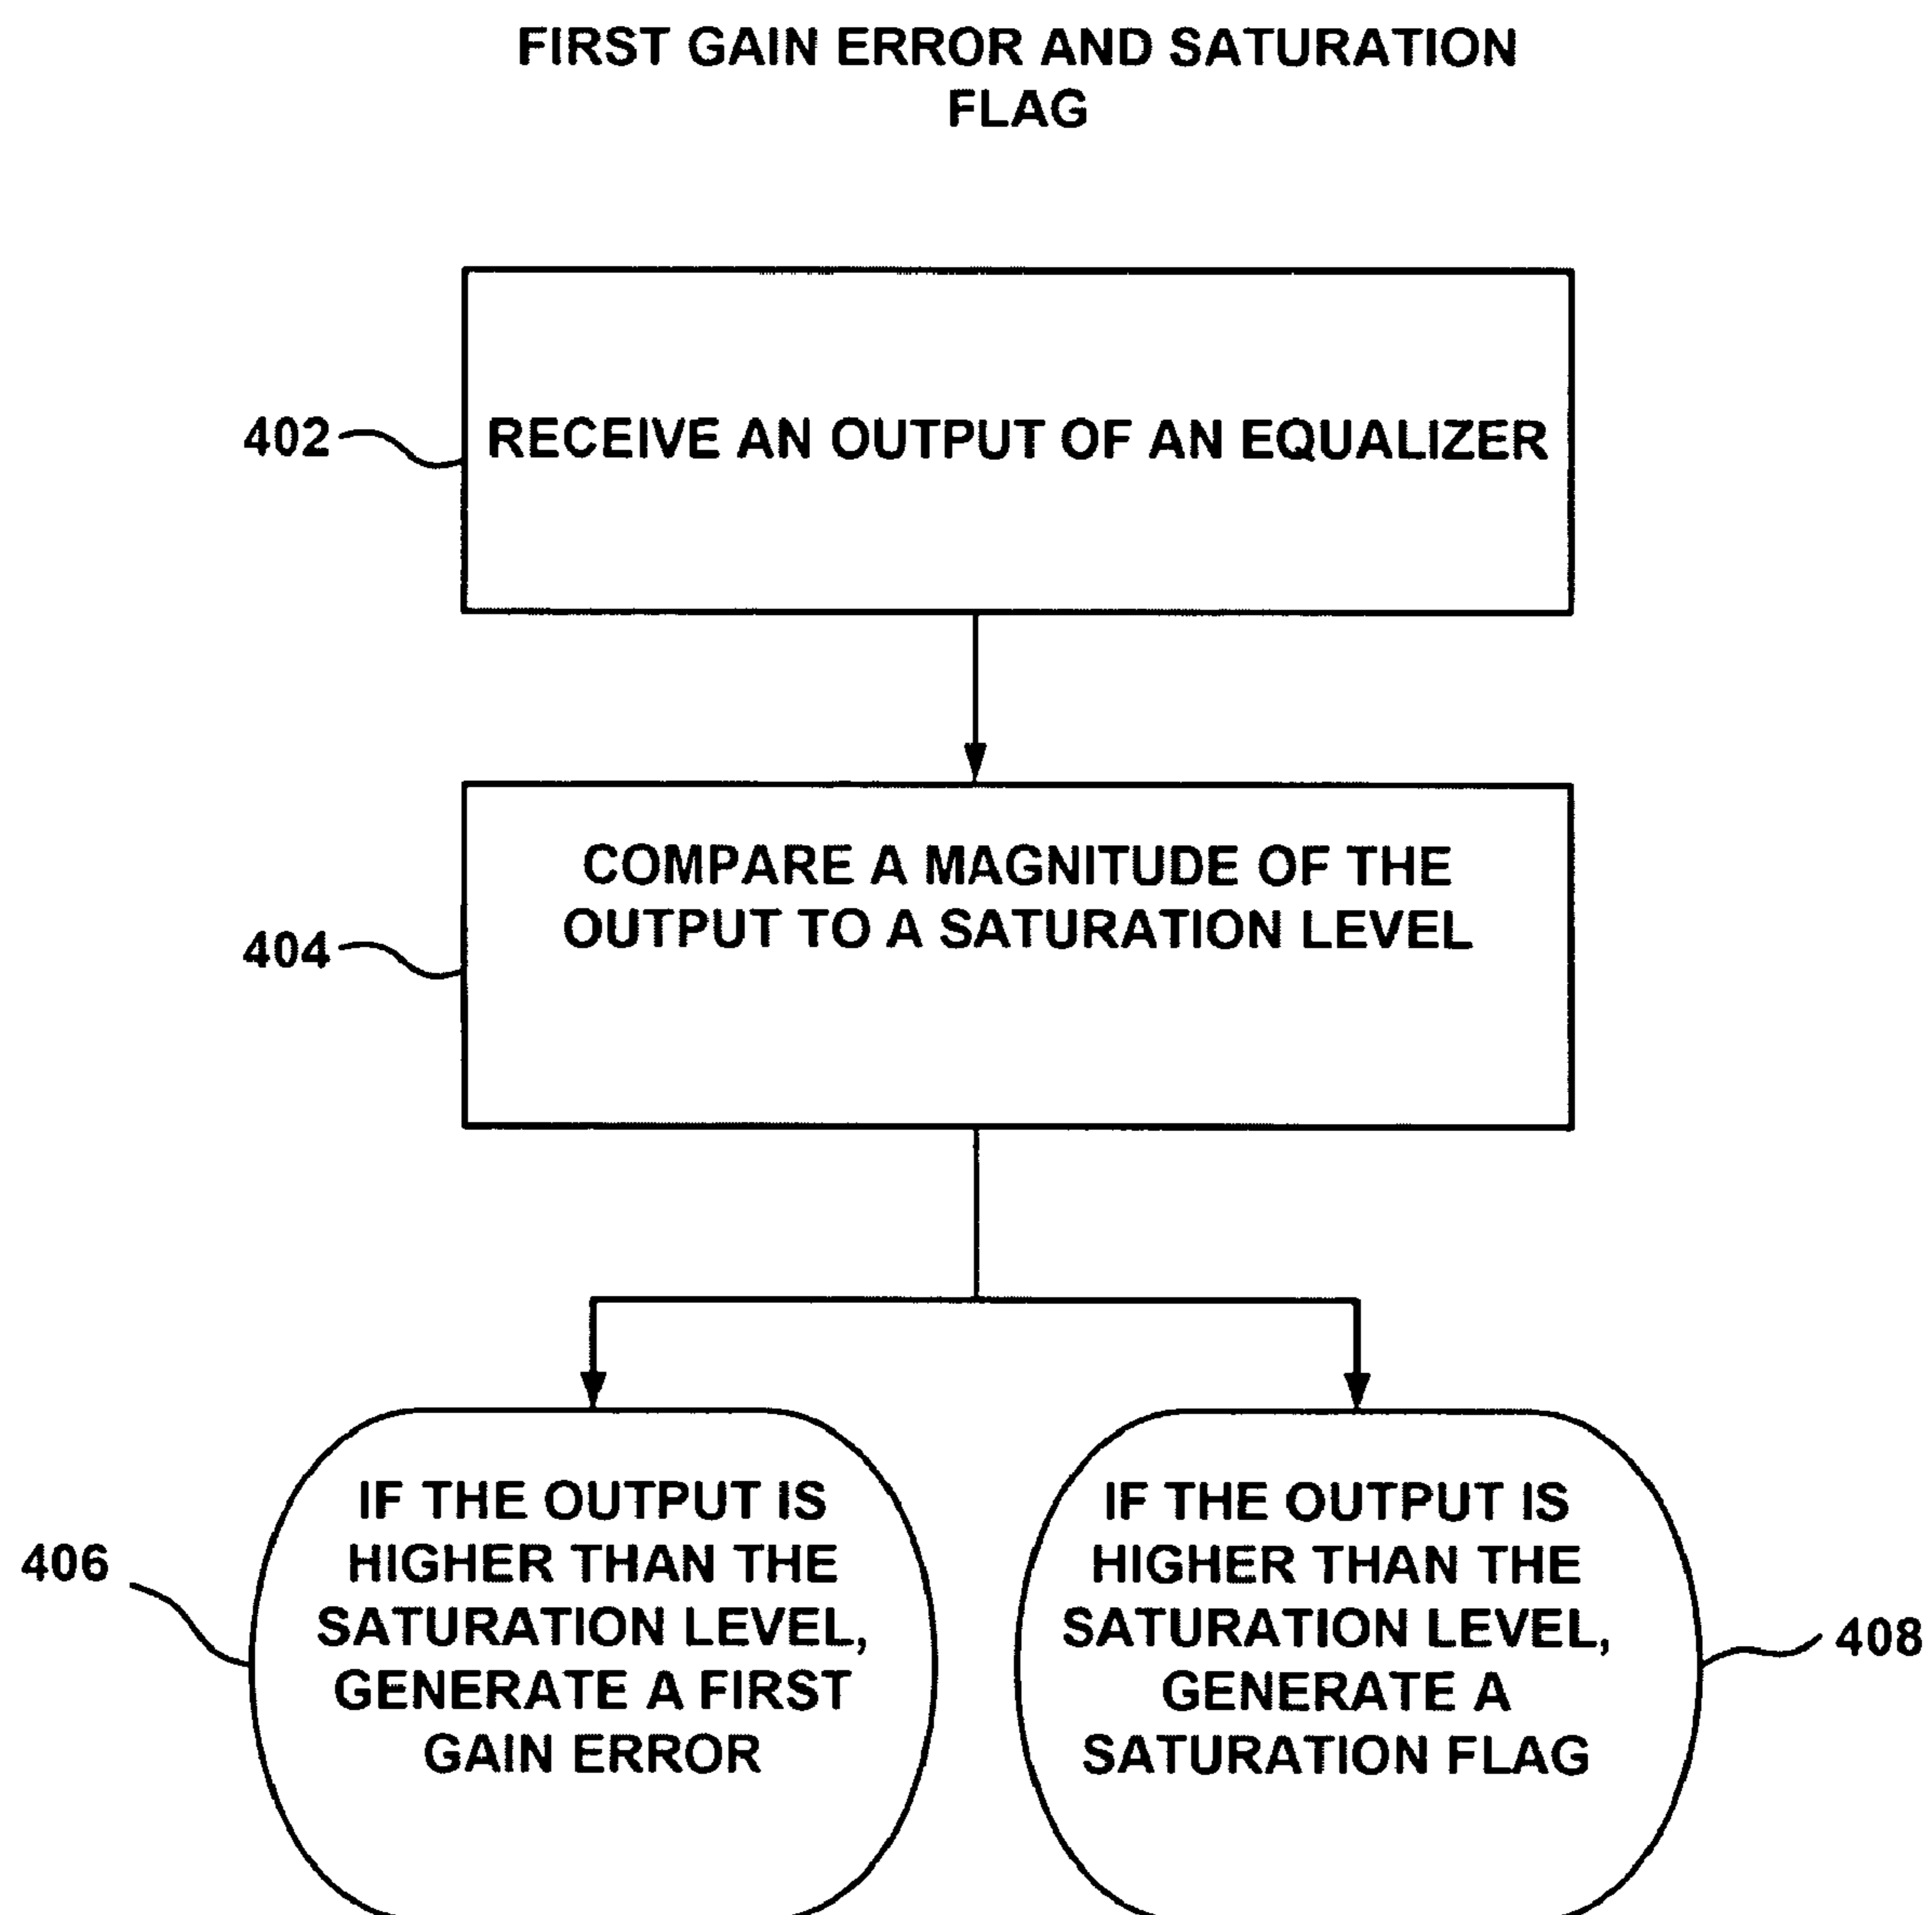 FIRST GAIN ERROR AND SATURATION
FLAG
402
RECEIVE AN OUTPUT OF AN EQUALIZER
404
COMPARE A MAGNITUDE OF THE
OUTPUT TO A SATURATION LEVEL
406
IF THE OUTPUT IS
HIGHER THAN THE
SATURATION LEVEL,
GENERATE A FIRST
GAIN ERROR
IF THE OUTPUT IS
HIGHER THAN THE
SATURATION LEVEL,
GENERATE A
SATURATION FLAG
408